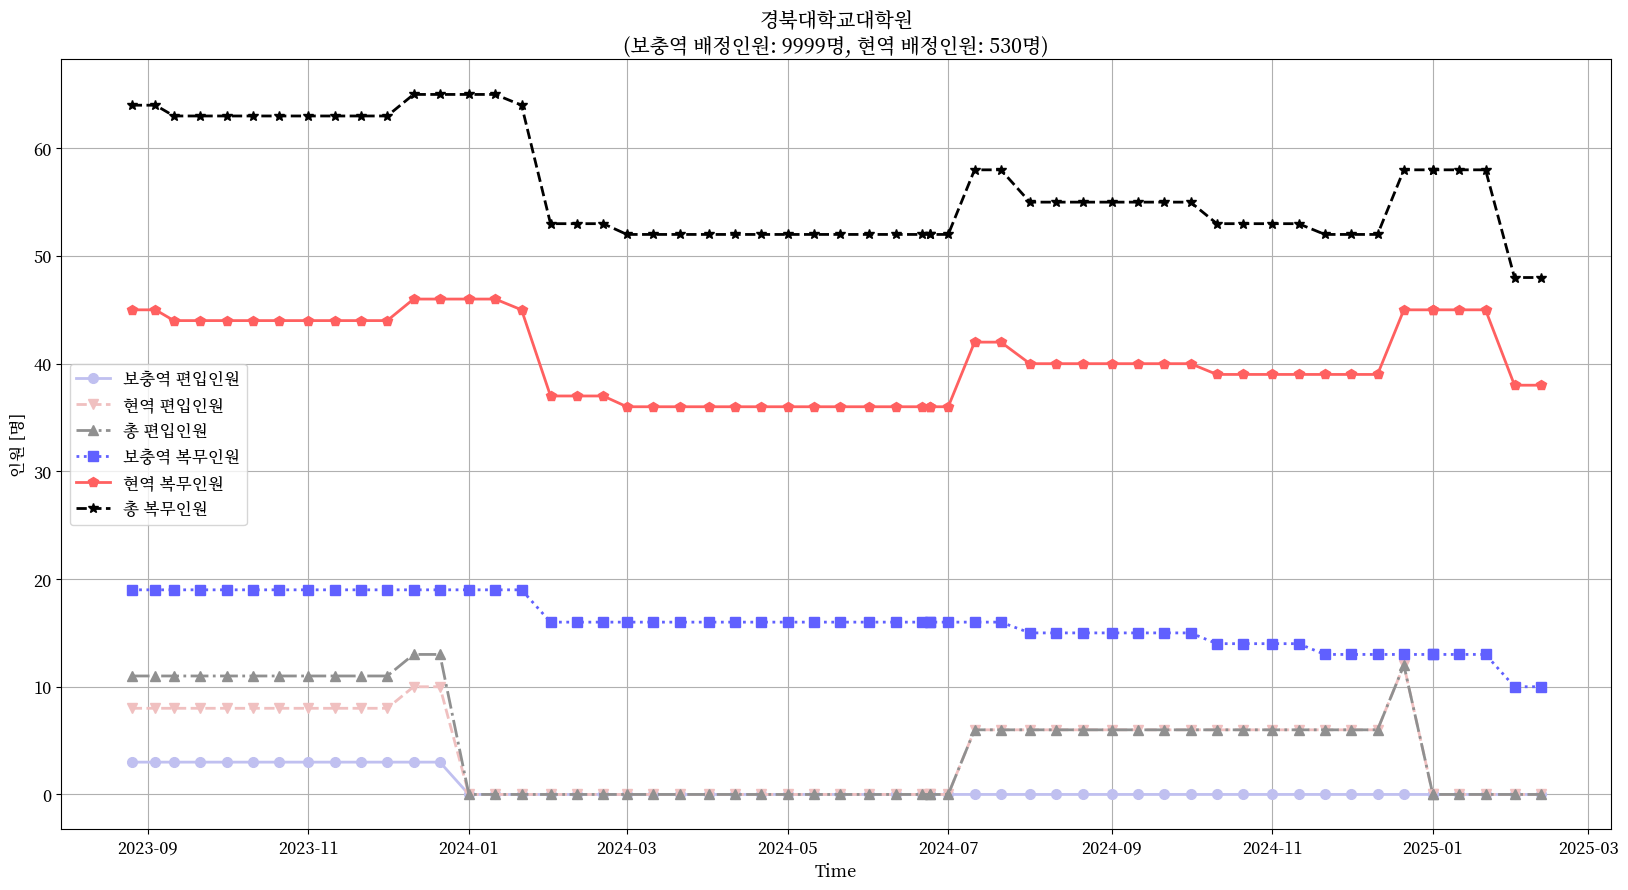 경북대학교대학원
(보충역 배정인원: 9999명, 현역 배정인원: 530명)
인원 [명]
60
50
40
30
20
10
0
보충역 편입인원
현역 편입인원
총 편입인원
보충역 복무인원
현역 복무인원
총 복무인원
2023-09
2023-11
2024-01
2024-03
2024-05
2024-07
2024-09
2024-11
2025-01
2025-03
Time